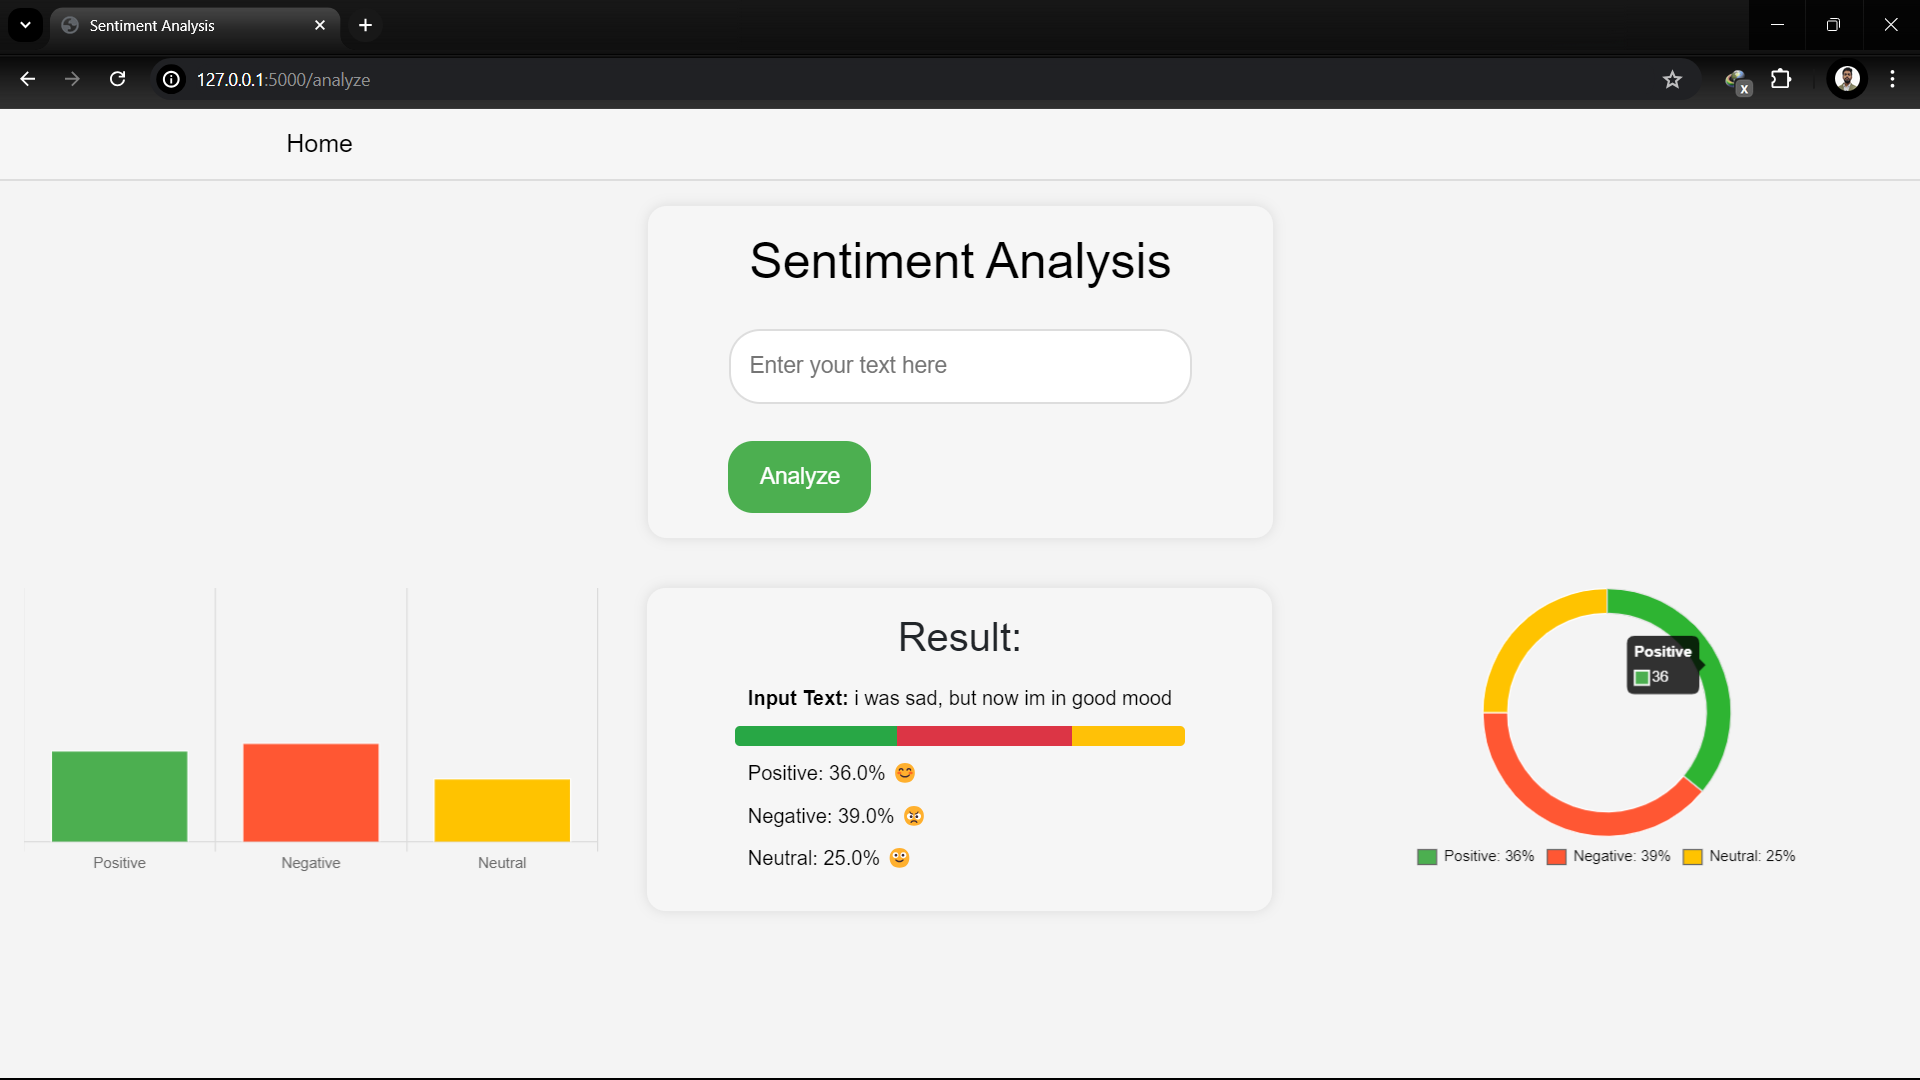 Sentiment Analysis
127.0.0.1:5000/analyze
x
Home
Sentiment Analysis
Enter your text here
Analyze
Result:
Input Text: i was sad, but now im in good mood
Positive: 36.0% 😊
Negative: 39.0% 😠
Neutral: 25.0% 🙂
Positive Negative Neutral
Positive
36
Positive: 36% Negative: 39% Neutral: 25%